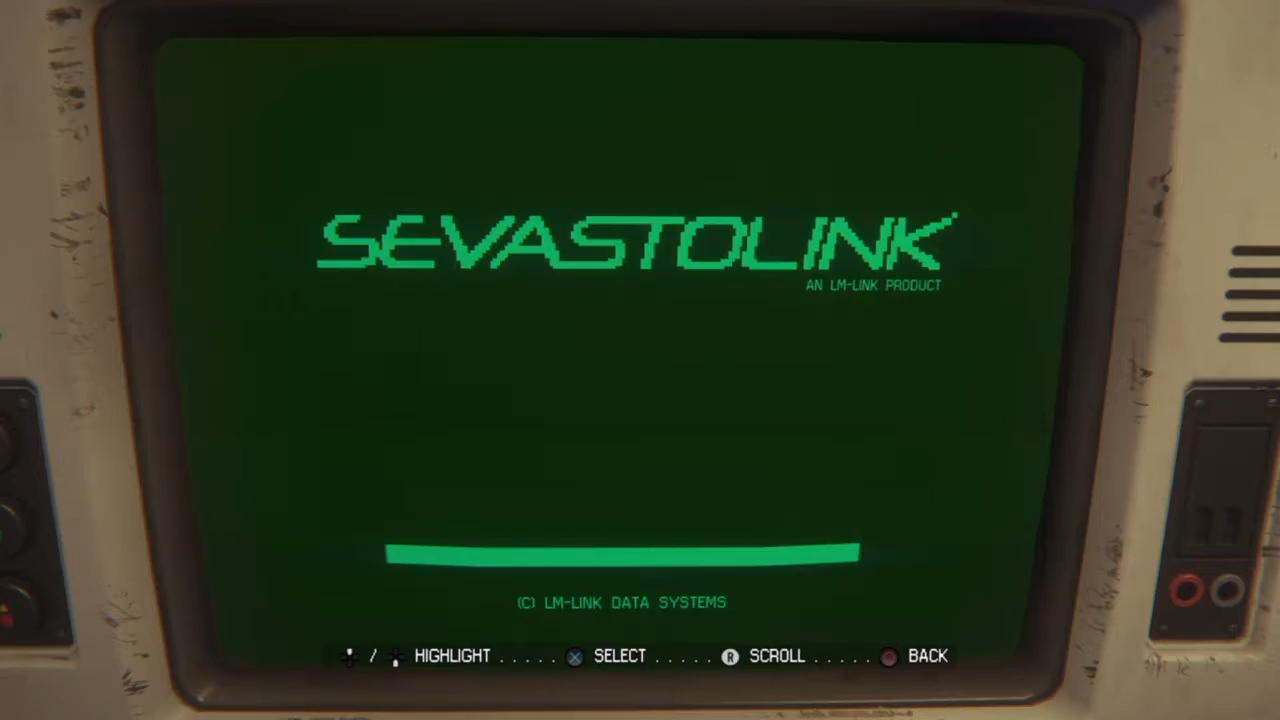 SEVASTOLINK
AN LM-LINK PRODUCT
(C) LM-LINK DATA SYSTEMS
/ HIGHLIGHT . . . . . SELECT . . . . . R SCROLL . . . . . BACK